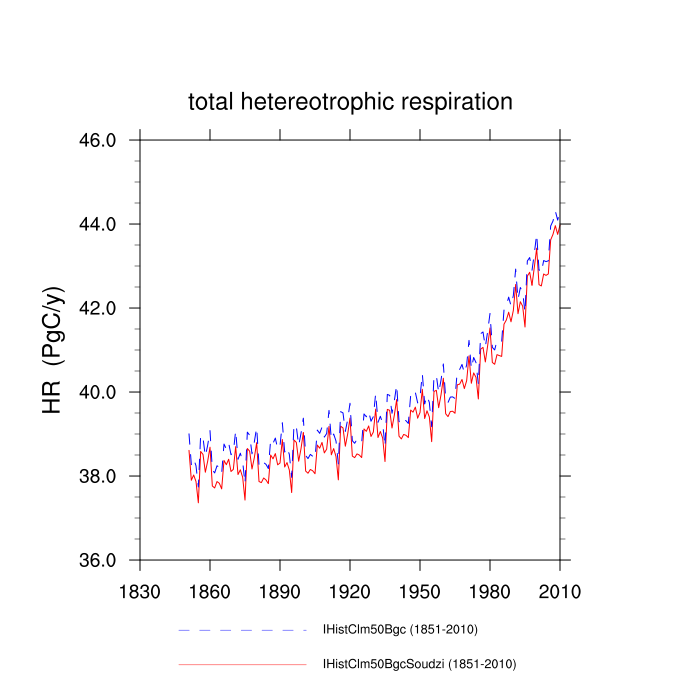 total hetereotrophic respiration
46.0
44.0
42.0
40.0
38.0
36.0
HR (PgC/y)
1830 1860 1890 1920 1950 1980 2010
IHistClm50Bgc (1851-2010)
IHistClm50BgcSoudzi (1851-2010)